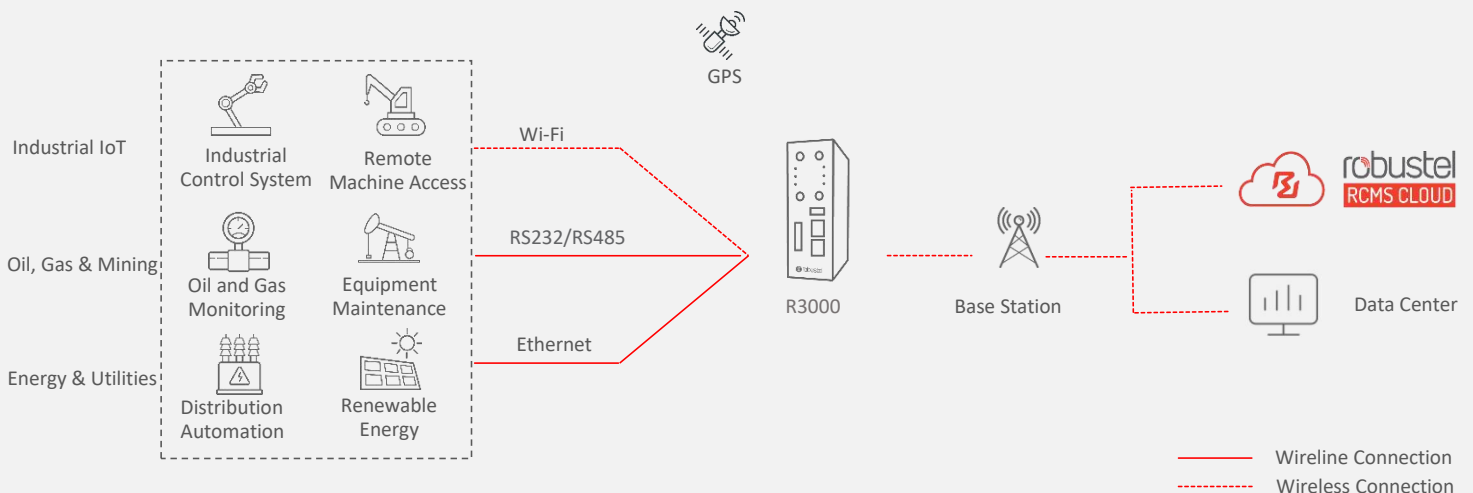 GPS
Industrial IoT
Industrial
Control System
Remote
Machine Access
Oil, Gas & Mining
Oil and Gas
Monitoring
Equipment
Maintenance
Energy & Utilities
Distribution
Automation
Renewable
Energy
Wi-Fi
RS232/RS485
Ethernet
robustel
R3000
Base Station
robustel
RCMS CLOUD
Data Center
Wireline Connection
Wireless Connection